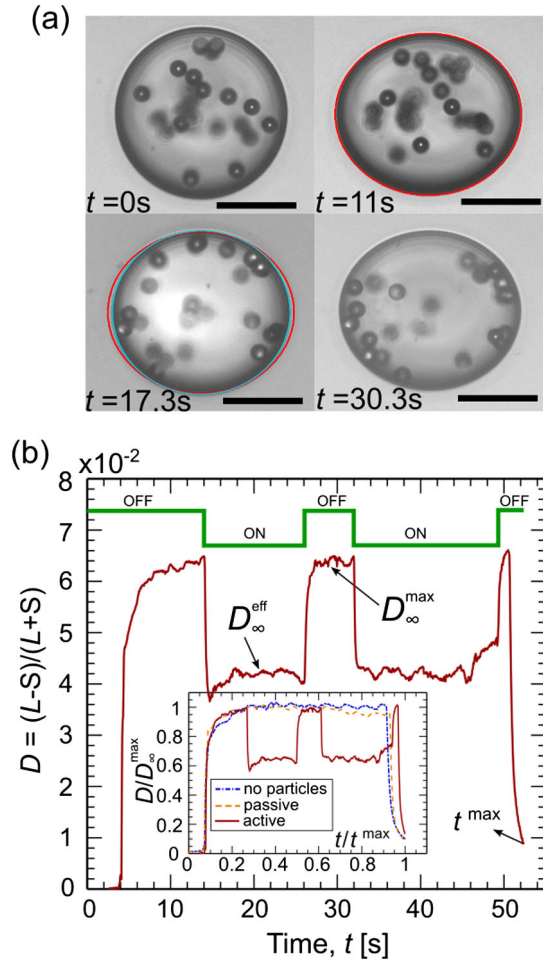 (a)
t =0s
t =11s
t =17.3s
t =30.3s
(b)
x10-2
8
7
6
5
4
3
2
1
0
D = (L-S)/(L+S)
OFF
ON
OFF
ON
OFF
D∞eff
D∞max
tmax
1
0.8
0.6
0.4
0.2
0
D/D∞max
no particles
passive
active
t/tmax
0 0.2 0.4 0.6 0.8 1
0 10 20 30 40 50
Time, t [s]